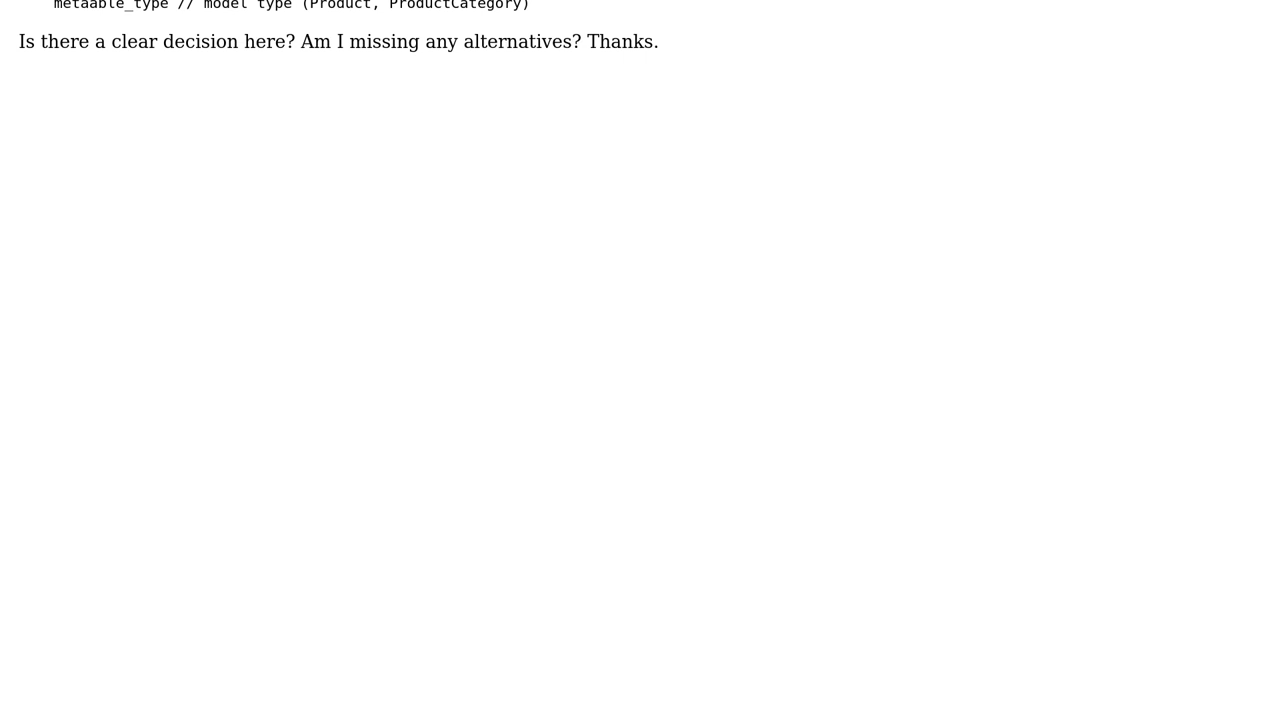 metaable_type // model type (Product, ProductCategory)
Is there a clear decision here? Am I missing any alternatives? Thanks.